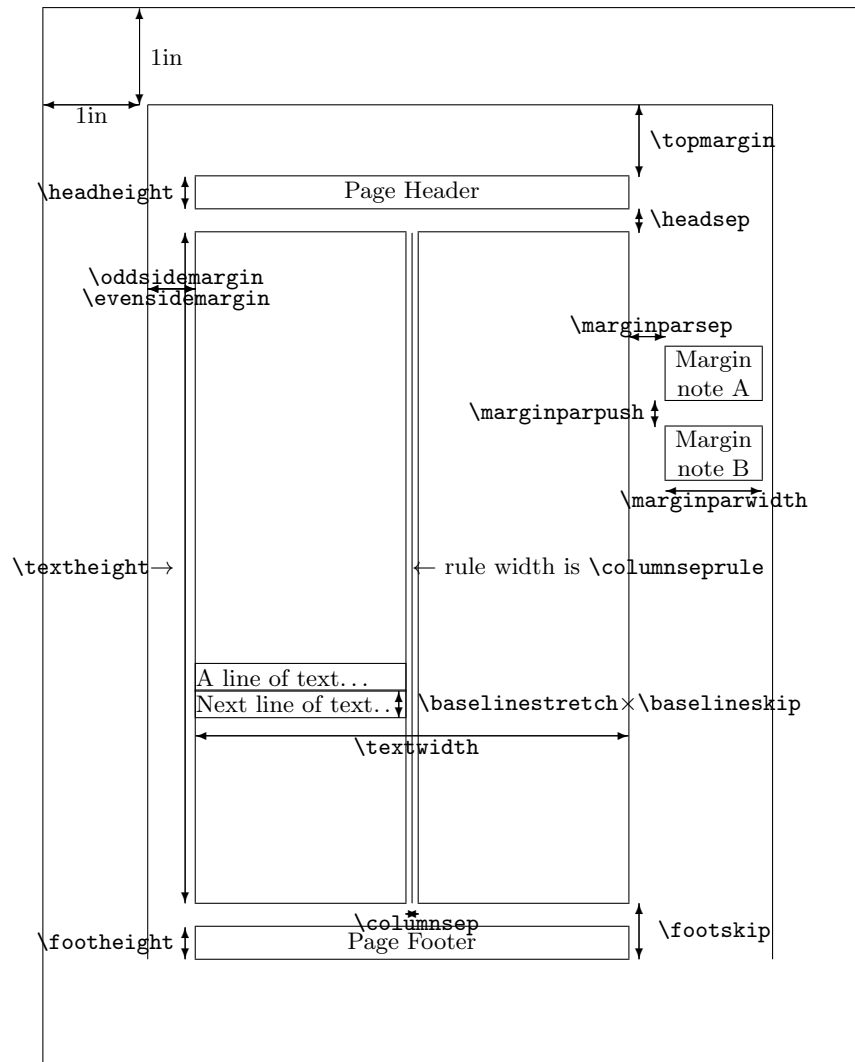 1in
1in
\topmargin
\headheight
Page Header
\headsep
\oddsidemargin
\evensidemargin
\marginparsep
Margin
note A
\marginparpush
Margin
note B
\marginparwidth
\textheight→
← rule width is \columnseprule
A line of text...
Next line of text...
\baselinestretch×\baselineskip
\textwidth
\columnsep
\footskip
\footheight
Page Footer